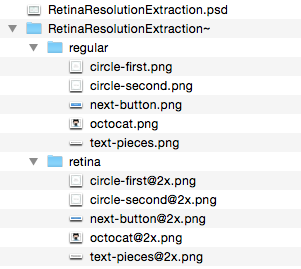 RetinaResolutionExtraction.psd
RetinaResolutionExtraction~
regular
circle-first.png
circle-second.png
next-button.png
octocat.png
text-pieces.png
retina
circle-first@2x.png
circle-second@2x.png
next-button@2x.png
octocat@2x.png
text-pieces@2x.png